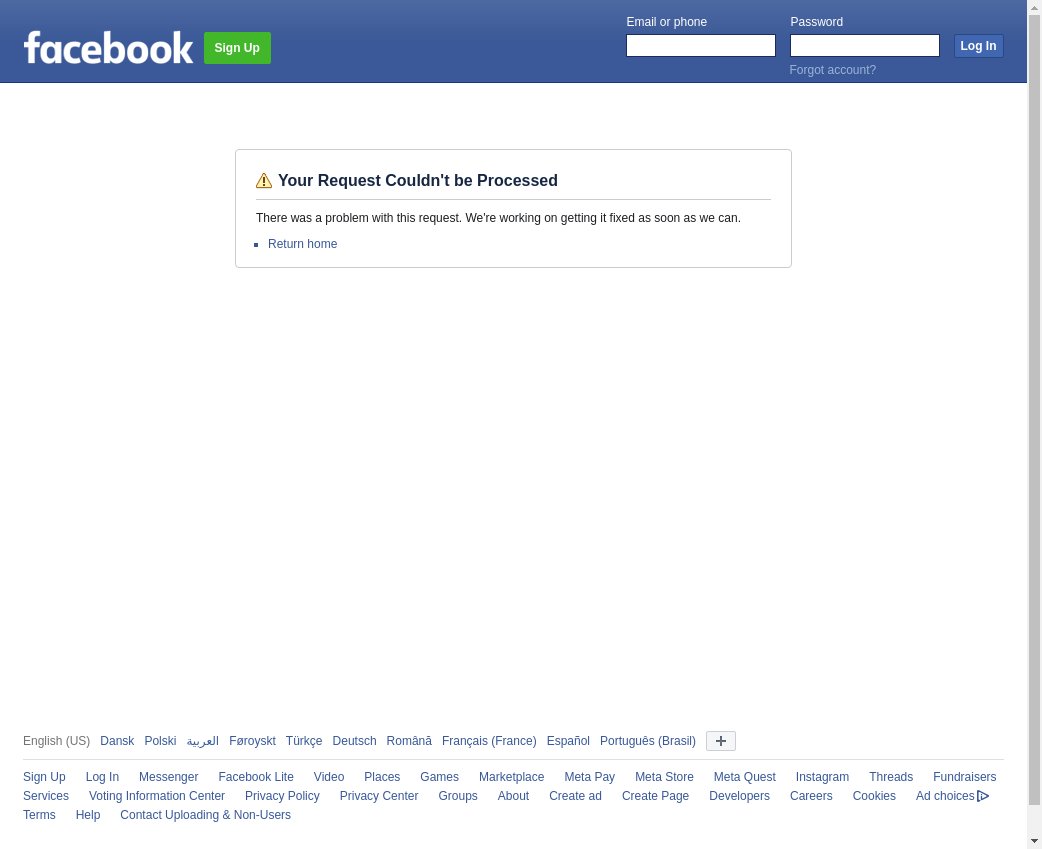 facebook
Sign Up
Email or phone
Password
Log In
Forgot account?
Your Request Couldn't be Processed
There was a problem with this request. We're working on getting it fixed as soon as we can.
Return home
English (US) Dansk Polski العربية Føroyskt Türkçe Deutsch Română Français (France) Español Português (Brasil)
Sign Up Log In Messenger Facebook Lite Video Places Games Marketplace Meta Pay Meta Store Meta Quest Instagram Threads Fundraisers
Services Voting Information Center Privacy Policy Privacy Center Groups About Create ad Create Page Developers Careers Cookies Ad choices
Terms Help Contact Uploading & Non-Users